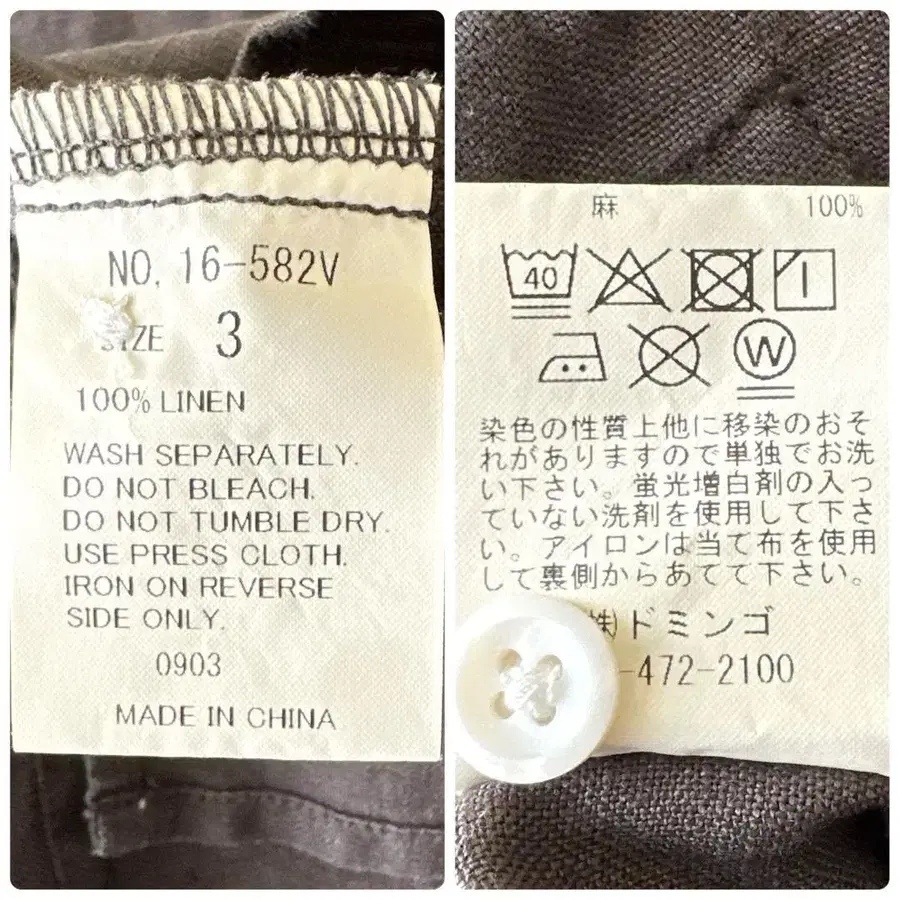 NO. 16-582V
SIZE 3
100% LINEN
WASH SEPARATELY.
DO NOT BLEACH.
DO NOT TUMBLE DRY.
USE PRESS CLOTH.
IRON ON REVERSE
SIDE ONLY.
0903
MADE IN CHINA
麻 100%
40
W
染色の性質上他に移染のおそ
れがありますので単独でお洗
い下さい。蛍光増白剤の入っ
ていない洗剤を使用して下さ
い。アイロンは当て布を使用
して裏側からあてて下さい。
㈱ドミンゴ
-472-2100